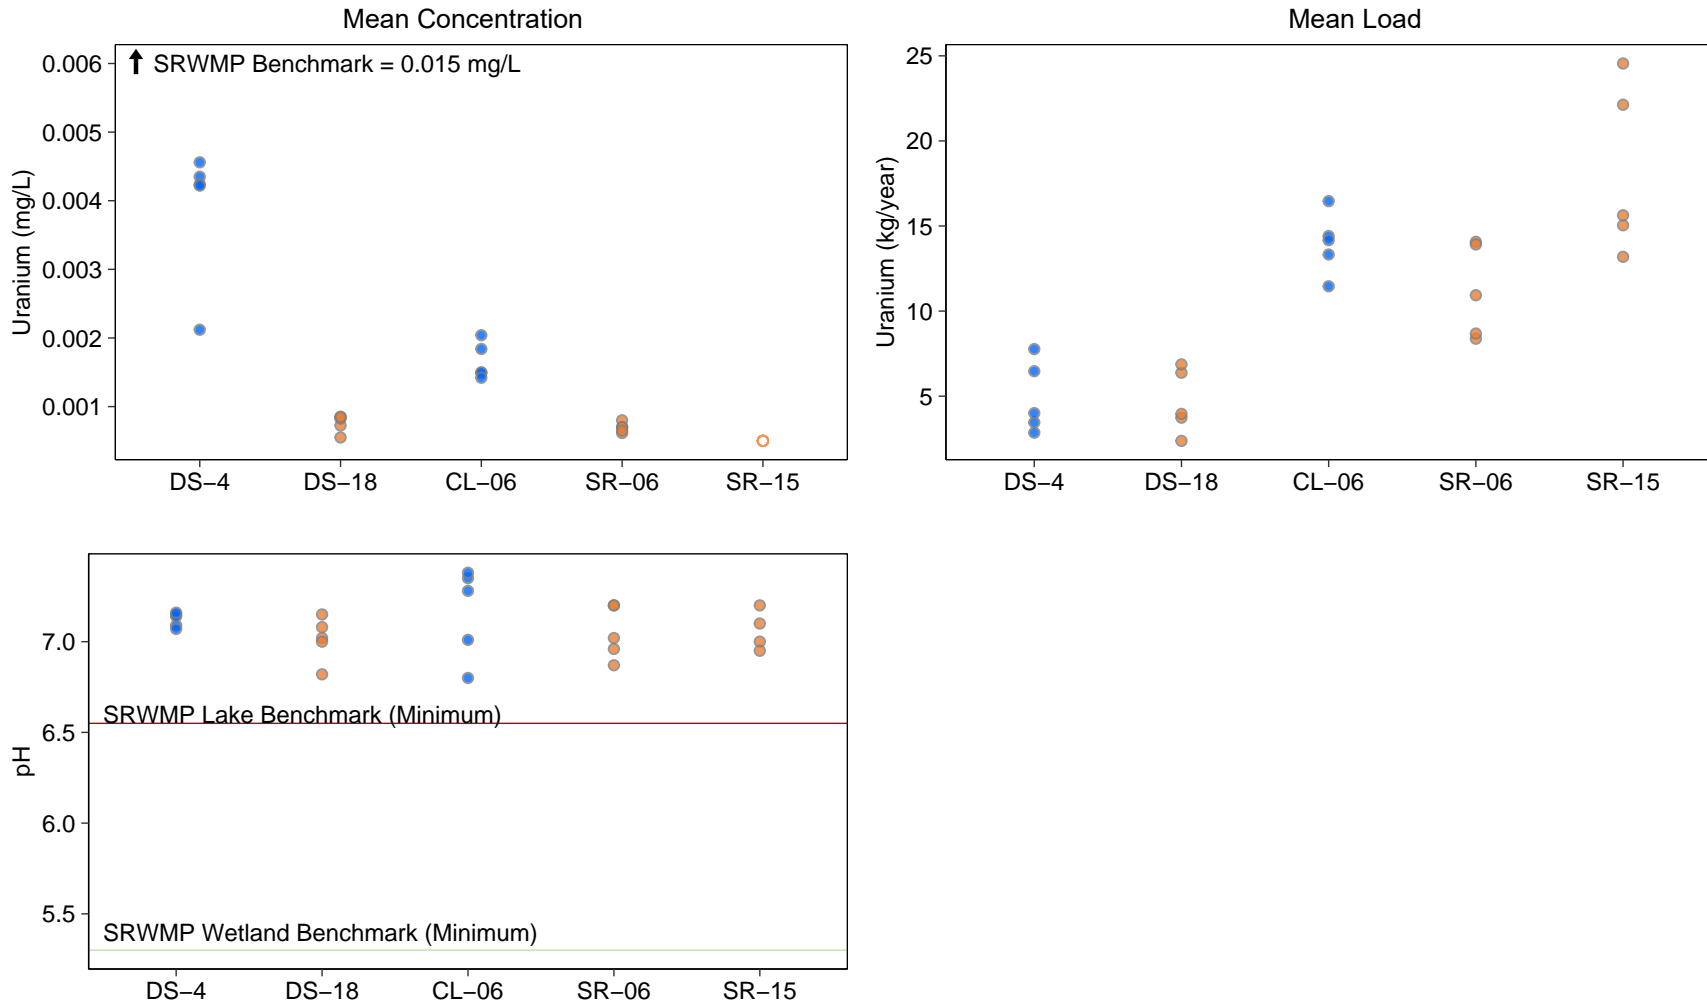 Mean Concentration
Mean Load
↑ SRWMP Benchmark = 0.015 mg/L
Uranium (mg/L)
0.006
0.005
0.004
0.003
0.002
0.001
DS−4 DS−18 CL−06 SR−06 SR−15
Uranium (kg/year)
25
20
15
10
5
DS−4 DS−18 CL−06 SR−06 SR−15
pH
7.0
6.5
6.0
5.5
SRWMP Lake Benchmark (Minimum)
SRWMP Wetland Benchmark (Minimum)
DS−4 DS−18 CL−06 SR−06 SR−15